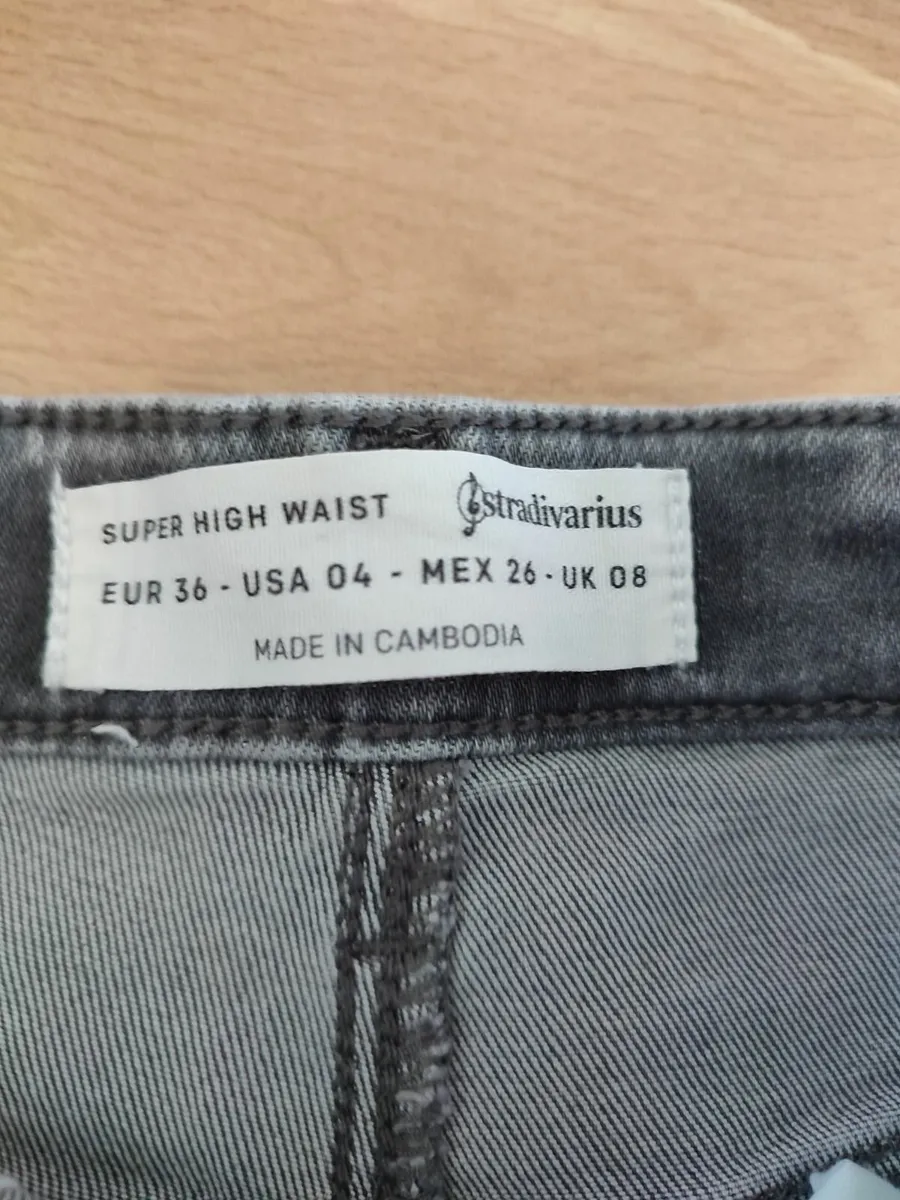 SUPER HIGH WAIST stradivarius
EUR 36 - USA 04 - MEX 26 - UK 08
MADE IN CAMBODIA